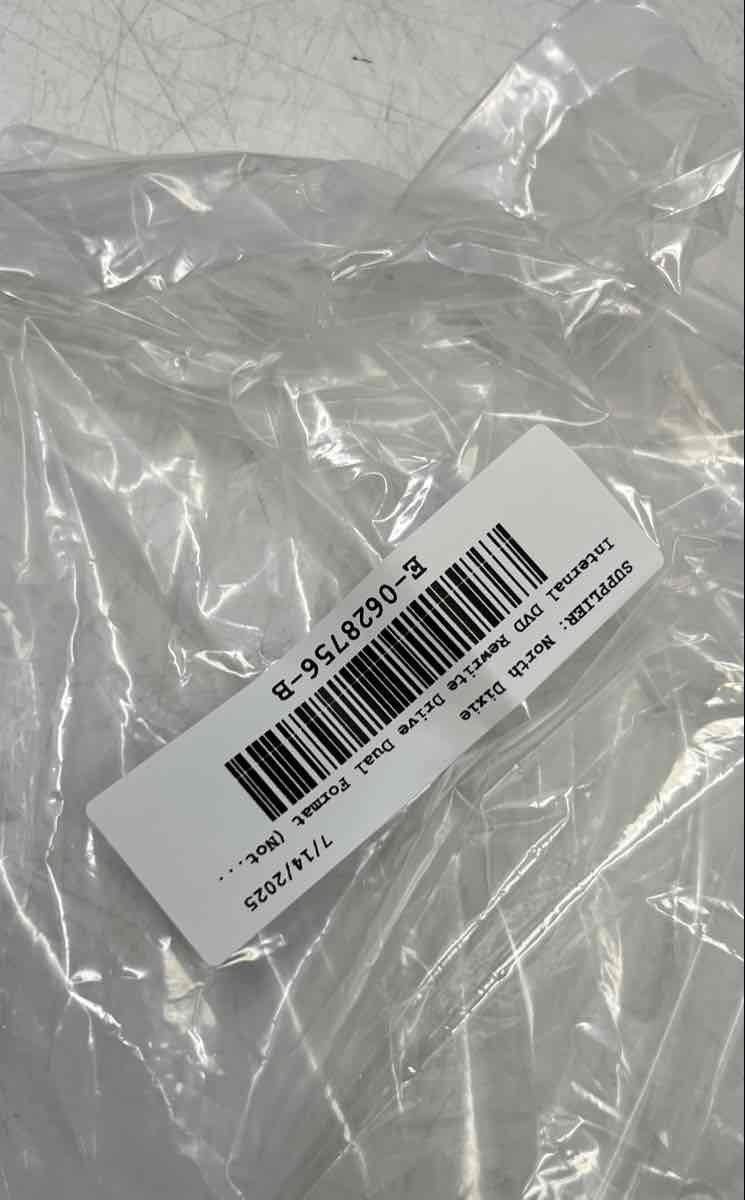 SUPPLIER: North Dixie 7/14/2025
Internal DVD Rewrite Drive Dual Format (Not...
E-0628756-B